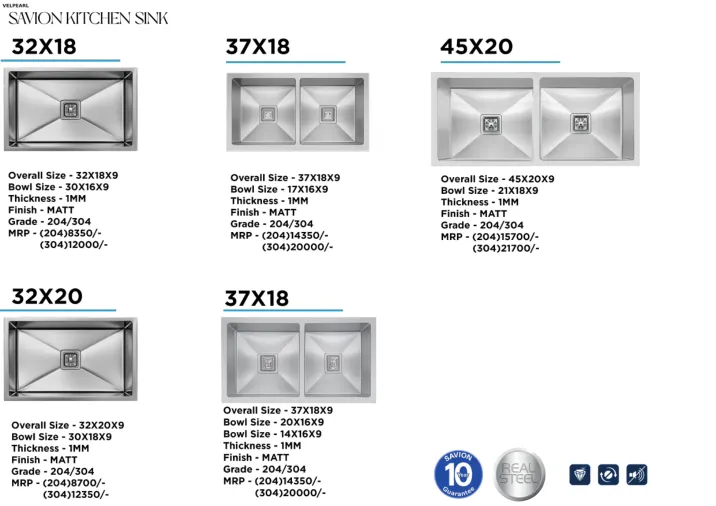 VELPEARL
SAVION KITCHEN SINK
32X18
Overall Size - 32X18X9
Bowl Size - 30X16X9
Thickness - 1MM
Finish - MATT
Grade - 204/304
MRP - (204)8350/-
(304)12000/-
37X18
Overall Size - 37X18X9
Bowl Size - 17X16X9
Thickness - 1MM
Finish - MATT
Grade - 204/304
MRP - (204)14350/-
(304)20000/-
45X20
Overall Size - 45X20X9
Bowl Size - 21X18X9
Thickness - 1MM
Finish - MATT
Grade - 204/304
MRP - (204)15700/-
(304)21700/-
32X20
Overall Size - 32X20X9
Bowl Size - 30X18X9
Thickness - 1MM
Finish - MATT
Grade - 204/304
MRP - (204)8700/-
(304)12350/-
37X18
Overall Size - 37X18X9
Bowl Size - 20X16X9
Bowl Size - 14X16X9
Thickness - 1MM
Finish - MATT
Grade - 204/304
MRP - (204)14350/-
(304)20000/-
SAVION
10 Year
Guarantee
REAL
STEEL